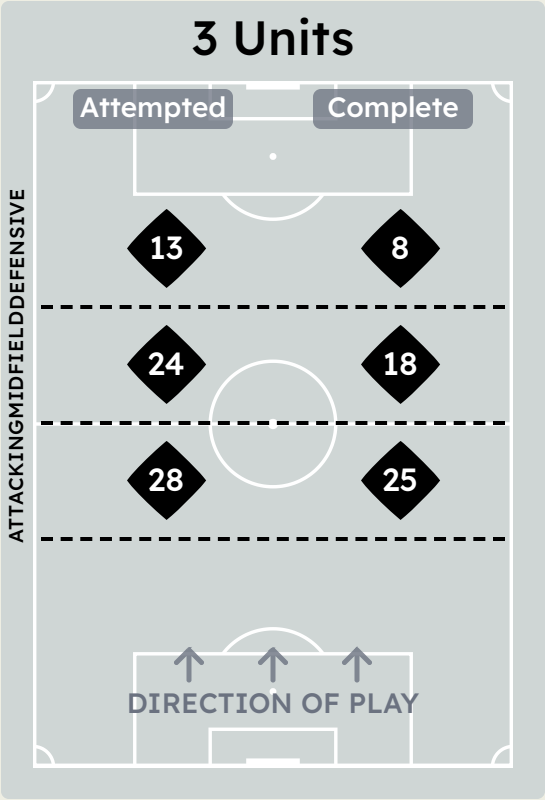 3 Units
Attempted Complete
13 8
24 18
28 25
ATTACKINGMIDFIELDDEFENSIVE
DIRECTION OF PLAY